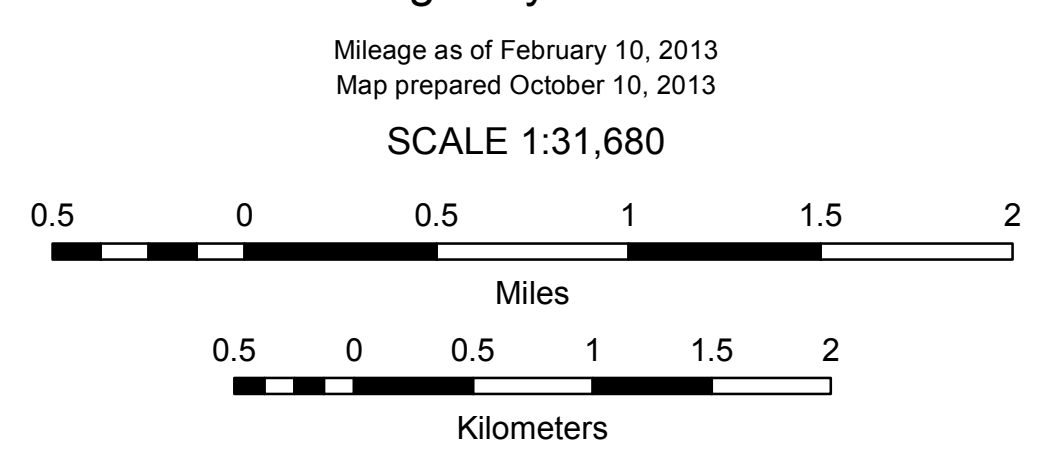 Mileage as of February 10, 2013
Map prepared October 10, 2013
SCALE 1:31,680
0.5 0 0.5 1 1.5 2
Miles
0.5 0 0.5 1 1.5 2
Kilometers